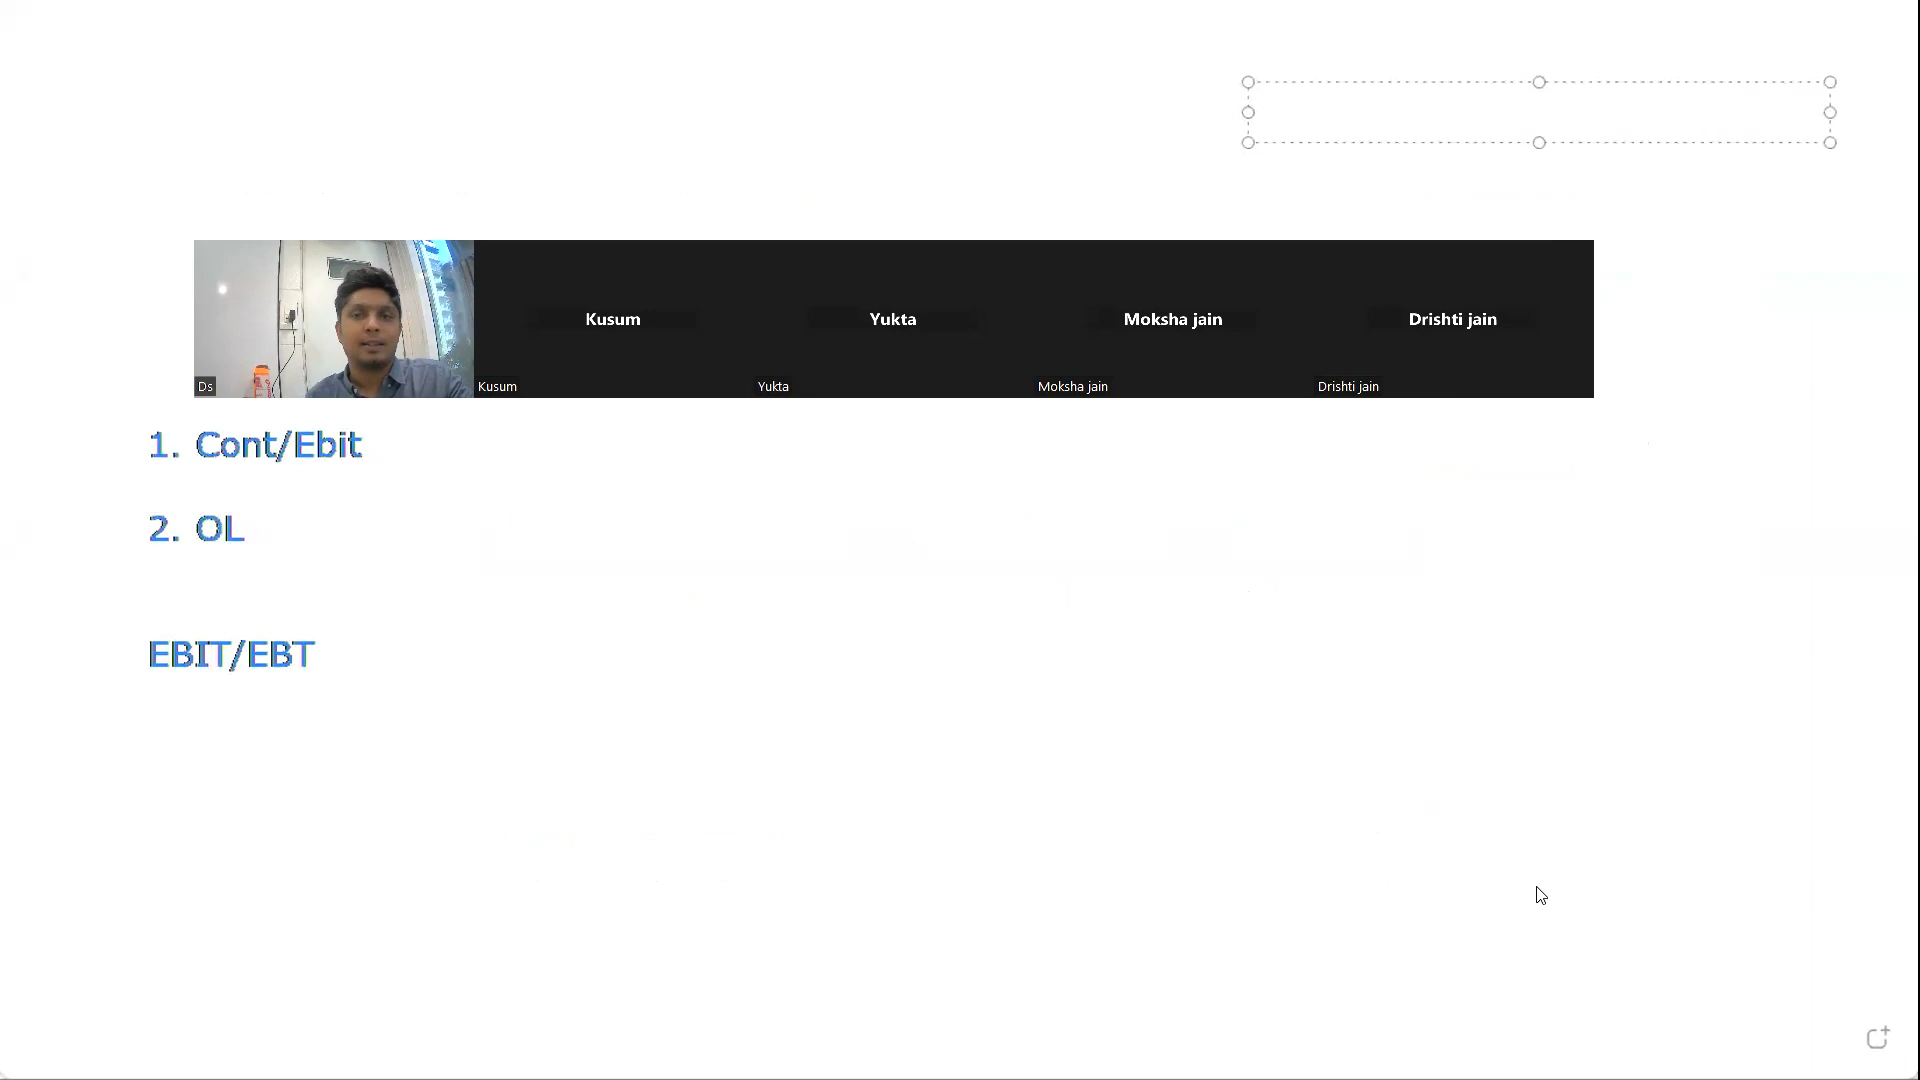 Kusum
Yukta
Moksha jain
Drishti jain
Ds
Kusum
Yukta
Moksha jain
Drishti jain
1. Cont/Ebit
2. OL
EBIT/EBT